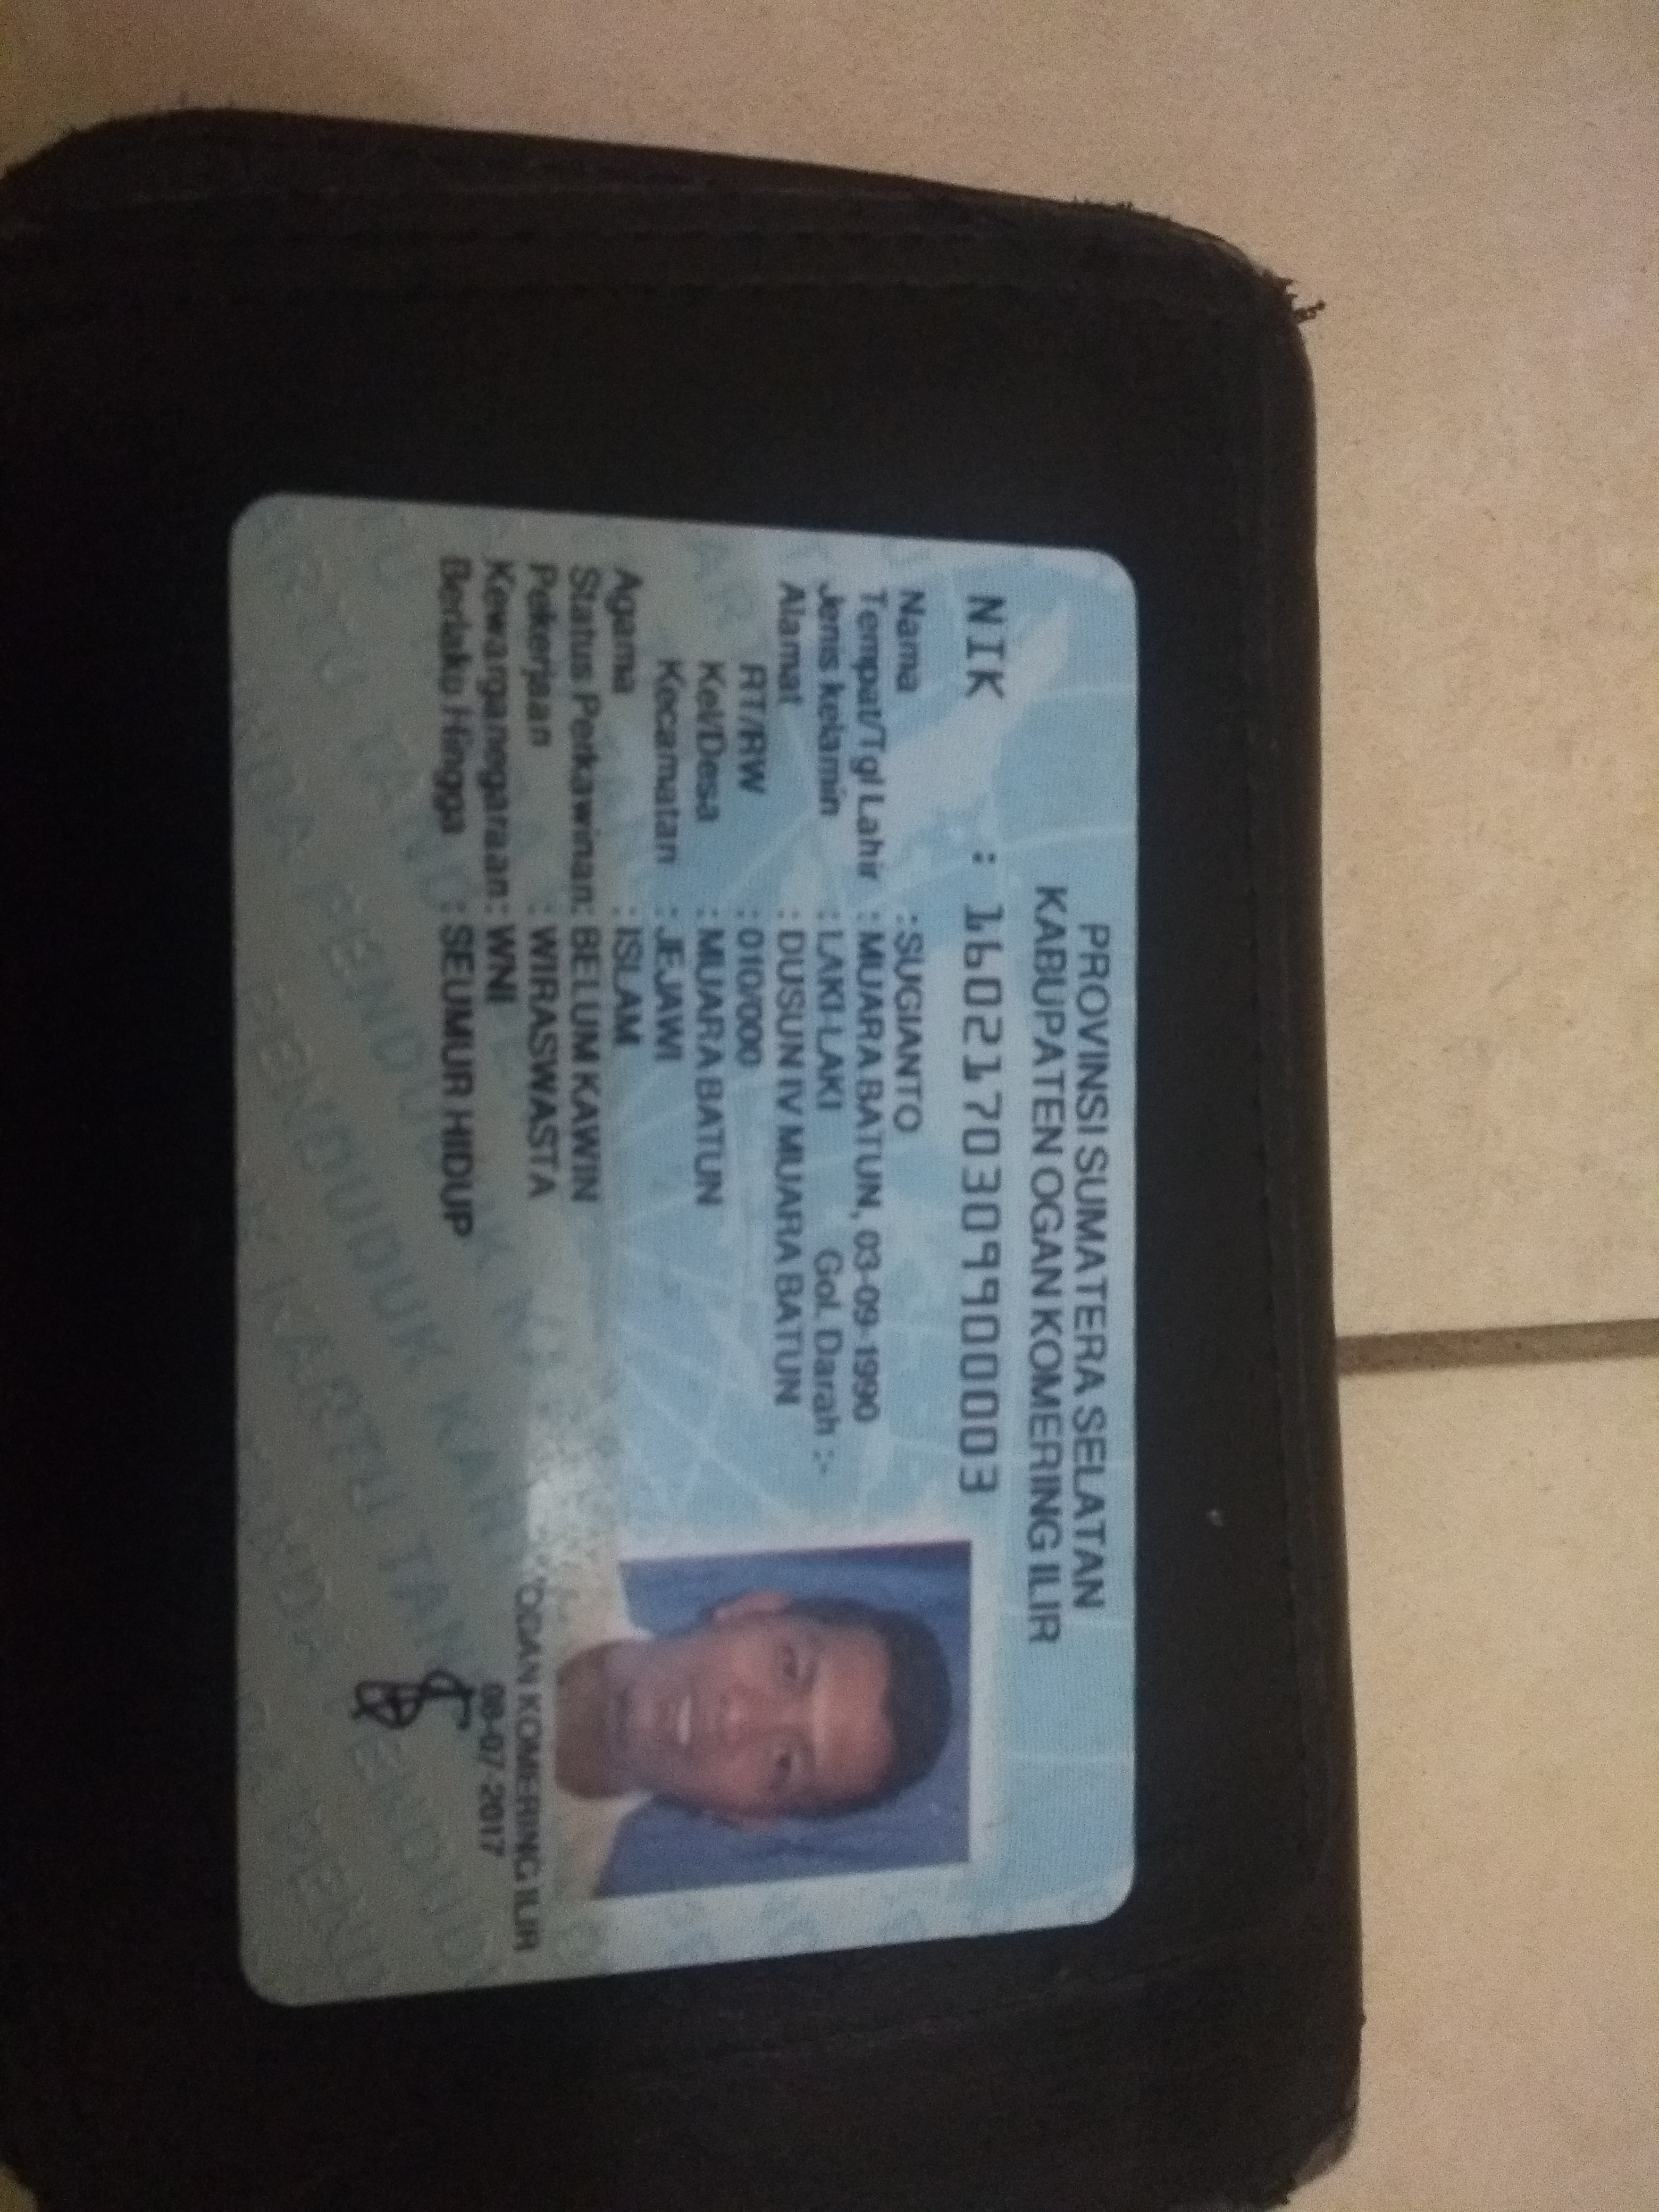 PROVINSI SUMATERA SELATAN
KABUPATEN OGAN KOMERING ILIR
NIK : 1602170309900003
Nama : SUGIANTO
Tempat/Tgl Lahir : MUARA BATUN, 03-09-1990
Jenis kelamin : LAKI-LAKI Gol. Darah :-
Alamat : DUSUN IV MUARA BATUN
RT/RW : 010/000
Kel/Desa : MUARA BATUN
Kecamatan : JEJAWI
Agama : ISLAM
Status Perkawinan: BELUM KAWIN
Pekerjaan : WIRASWASTA
Kewarganegaraan: WNI
Berlaku Hingga : SEUMUR HIDUP
OGAN KOMERING ILIR
08-07-2017